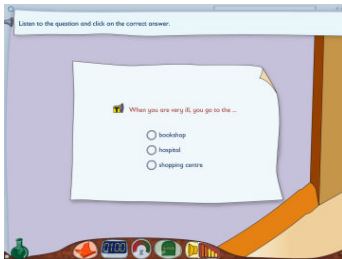 Listen to the question and click on the correct answer.
When you are very ill, you go to the ...
bookshop
hospital
shopping centre